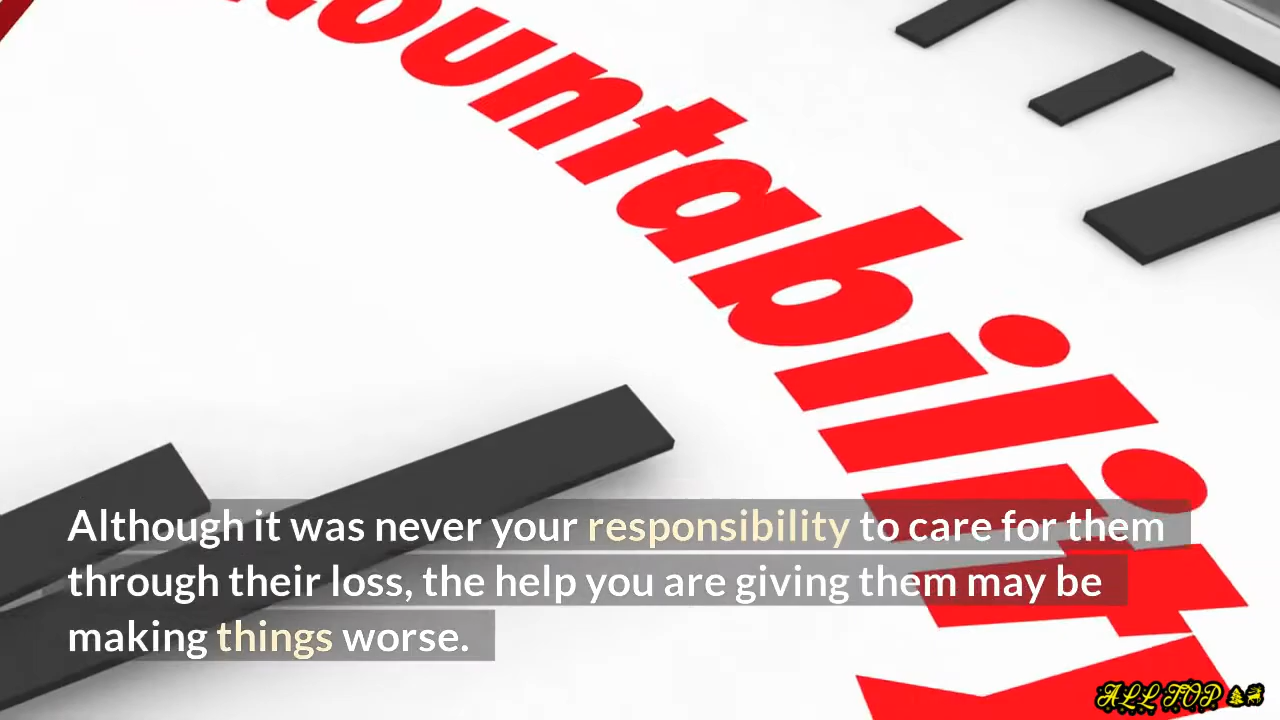 ountability
Although it was never your responsibility to care for them
through their loss, the help you are giving them may be
making things worse.
ALL TOP